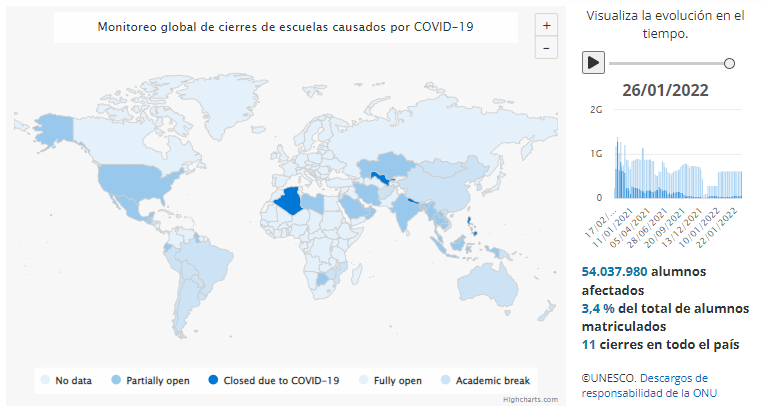 Monitoreo global de cierres de escuelas causados por COVID-19
+
-
No data
Partially open
Closed due to COVID-19
Fully open
Academic break
Highcharts.com
Visualiza la evolución en el
tiempo.
26/01/2022
2G
1G
0
17/02/...
11/01/2021
05/04/2021
28/06/2021
20/09/2021
13/12/2021
10/01/2022
22/01/2022
54.037.980 alumnos
afectados
3,4 % del total de alumnos
matriculados
11 cierres en todo el país
©UNESCO. Descargos de
responsabilidad de la ONU